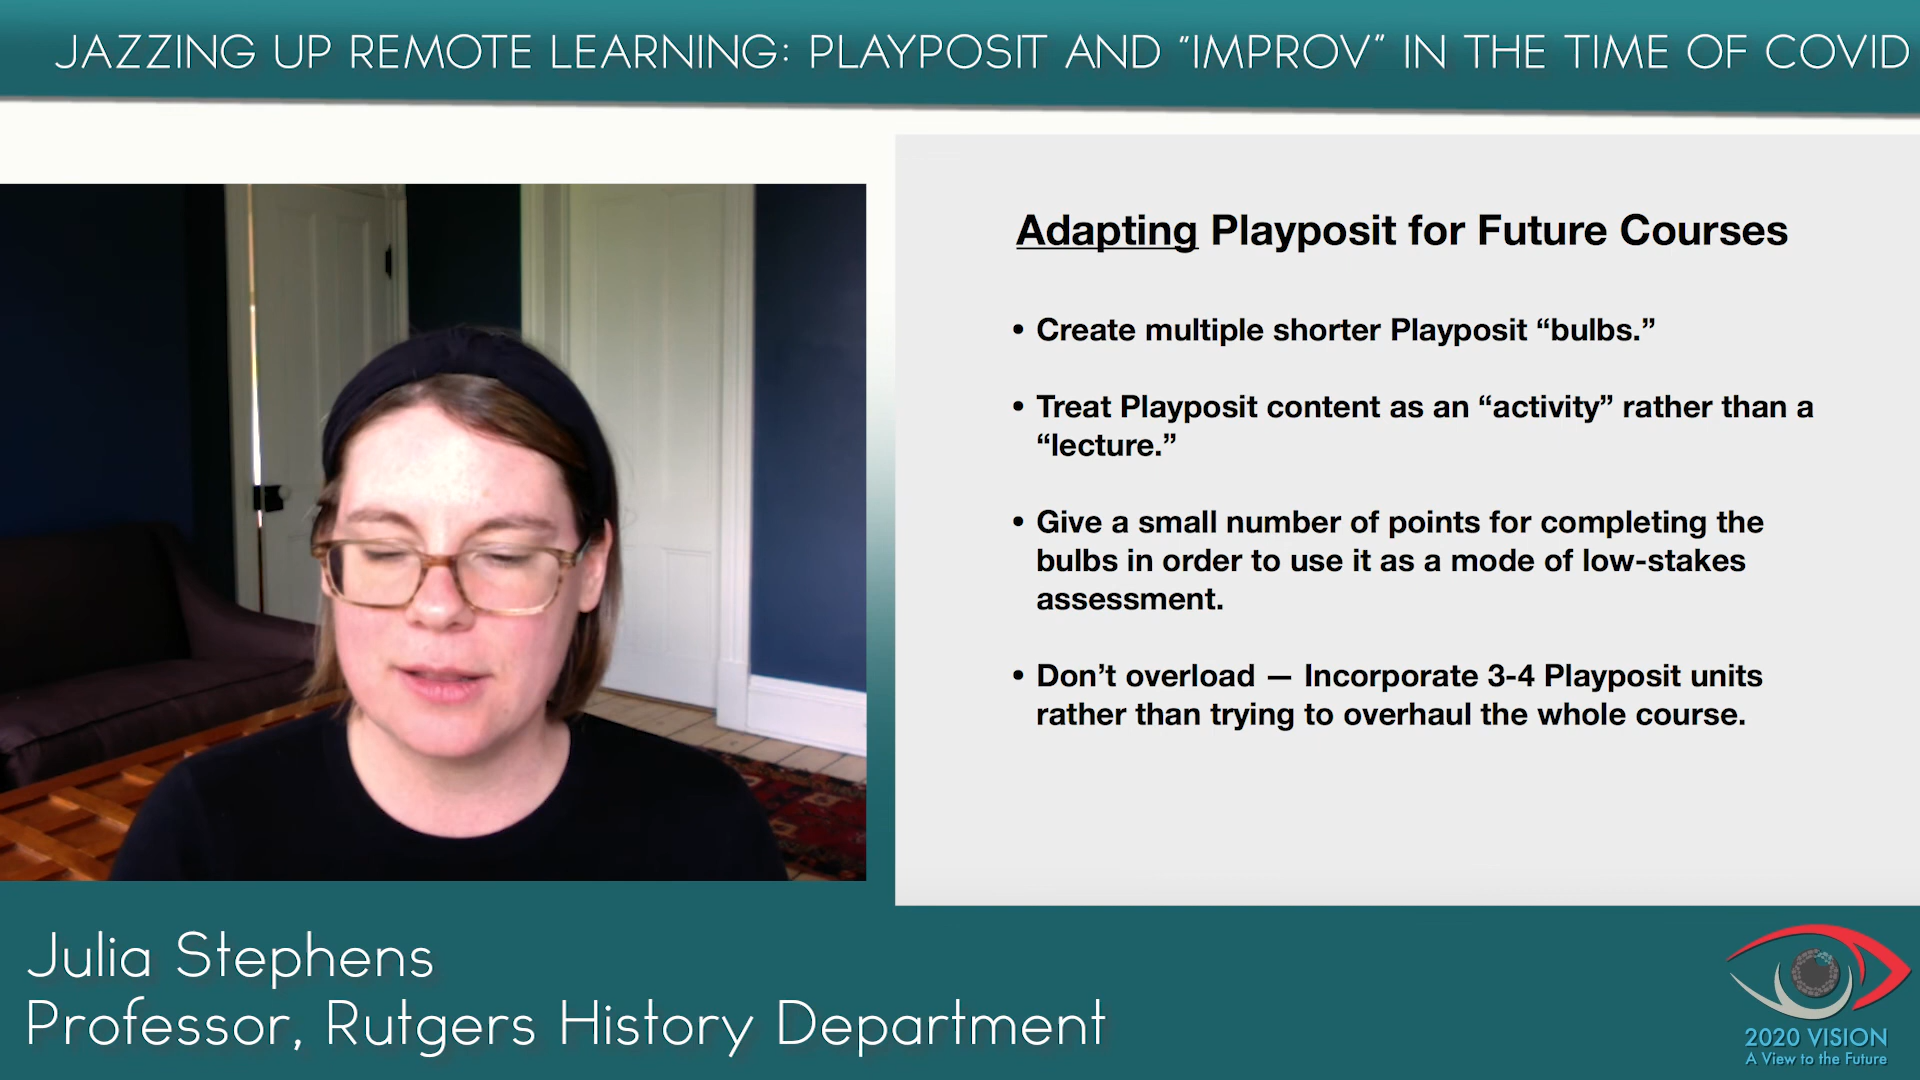 JAZZING UP REMOTE LEARNING: PLAYPOSIT AND “IMPROV” IN THE TIME OF COVID
Adapting Playposit for Future Courses
• Create multiple shorter Playposit “bulbs.”
• Treat Playposit content as an “activity” rather than a
“lecture.”
• Give a small number of points for completing the
bulbs in order to use it as a mode of low-stakes
assessment.
• Don’t overload — Incorporate 3-4 Playposit units
rather than trying to overhaul the whole course.
Julia Stephens
Professor, Rutgers History Department
2020 VISION
A View to the Future